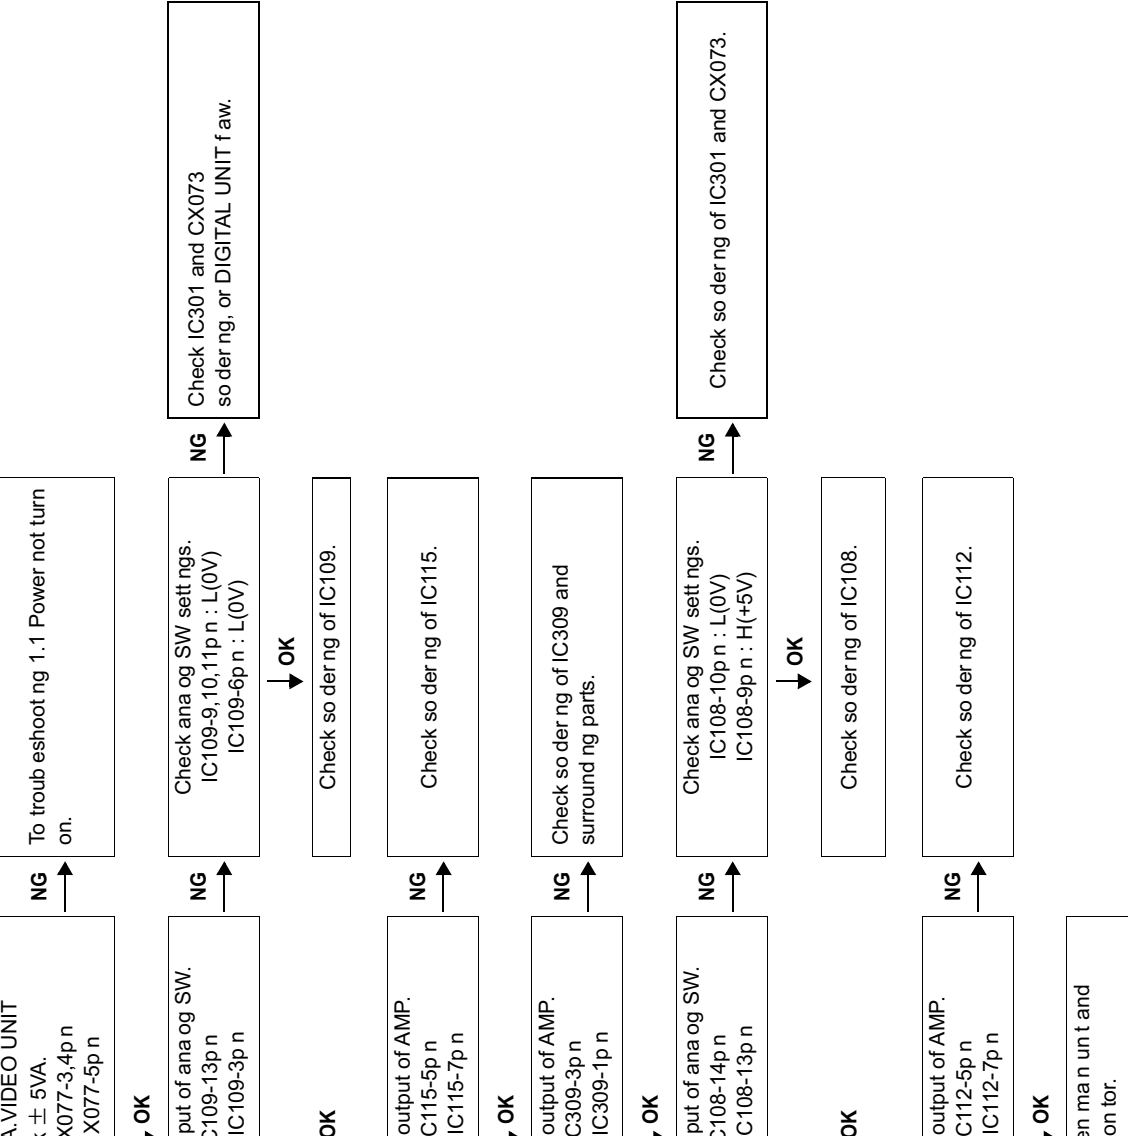 A.VIDEO UNIT
± 5VA.
X077-3,4p n
X077-5p n
NG
To troub eshoot ng 1.1 Power not turn
on.
OK
put of ana og SW.
C109-13p n
IC109-3p n
NG
Check ana og SW sett ngs.
IC109-9,10,11p n : L(0V)
IC109-6p n : L(0V)
NG
Check IC301 and CX073
so der ng, or DIGITAL UNIT f aw.
OK
OK
Check so der ng of IC109.
output of AMP.
C115-5p n
IC115-7p n
NG
Check so der ng of IC115.
OK
output of AMP.
C309-3p n
IC309-1p n
NG
Check so der ng of IC309 and
surround ng parts.
OK
put of ana og SW.
C108-14p n
C108-13p n
NG
Check ana og SW sett ngs.
IC108-10p n : L(0V)
IC108-9p n : H(+5V)
NG
Check so der ng of IC301 and CX073.
OK
OK
Check so der ng of IC108.
output of AMP.
C112-5p n
IC112-7p n
NG
Check so der ng of IC112.
OK
en ma n un t and
on tor.